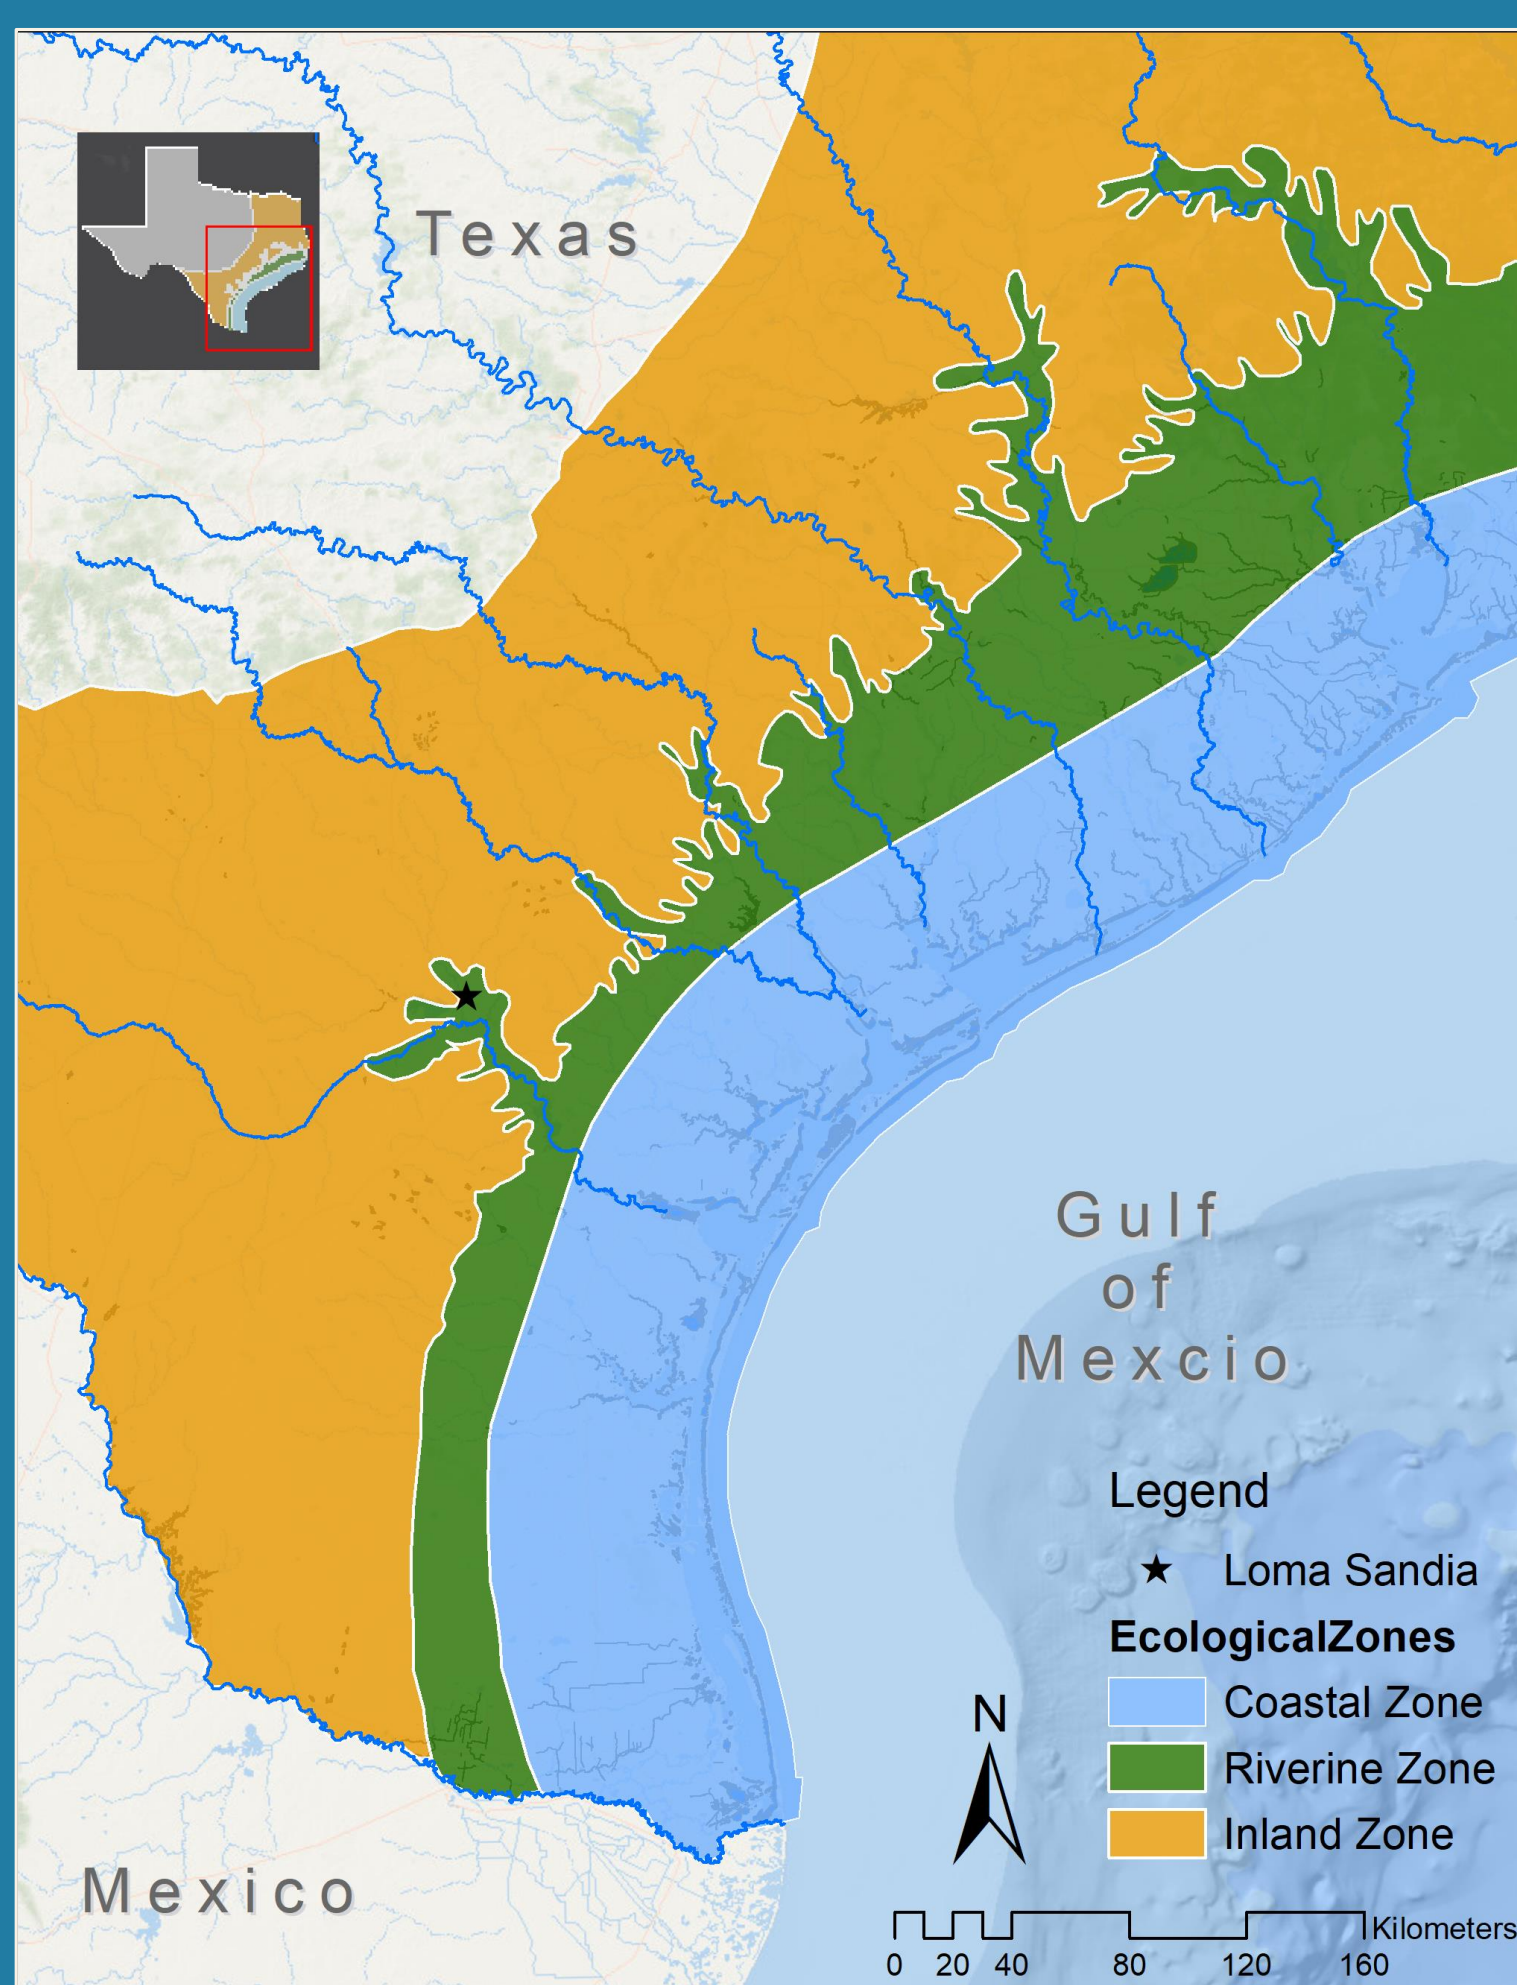 Texas
Gulf
of
Mexcio
Legend
Loma Sandia
EcologicalZones
Coastal Zone
Riverine Zone
Inland Zone
N
Kilometers
0 20 40 80 120 160
Mexico